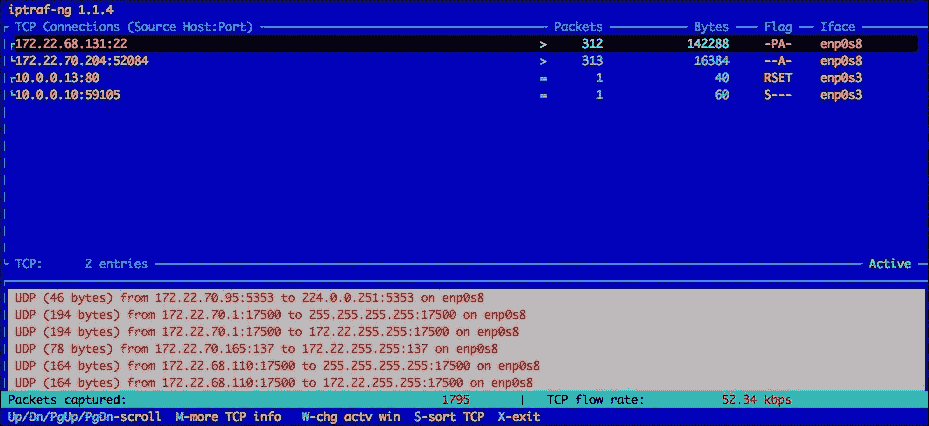 iptraf-ng 1.1.4
TCP Connections (Source Host:Port) Packets Bytes Flag Iface
172.22.68.131:22 > 312 142288 -PA- enp0s8
172.22.70.204:52084 > 313 16384 --A- enp0s8
10.0.0.13:80 = 1 40 RSET enp0s3
10.0.0.10:59105 = 1 60 S--- enp0s3
TCP: 2 entries Active
UDP (46 bytes) from 172.22.70.95:5353 to 224.0.0.251:5353 on enp0s8
UDP (194 bytes) from 172.22.70.1:17500 to 255.255.255.255:17500 on enp0s8
UDP (194 bytes) from 172.22.70.1:17500 to 172.22.255.255:17500 on enp0s8
UDP (78 bytes) from 172.22.70.165:137 to 172.22.255.255:137 on enp0s8
UDP (164 bytes) from 172.22.68.110:17500 to 255.255.255.255:17500 on enp0s8
UDP (164 bytes) from 172.22.68.110:17500 to 172.22.255.255:17500 on enp0s8
Packets captured: 1795 | TCP flow rate: 52.34 kbps
Up/Dn/PgUp/PgDn-scroll M-more TCP info W-chg actv win S-sort TCP X-exit